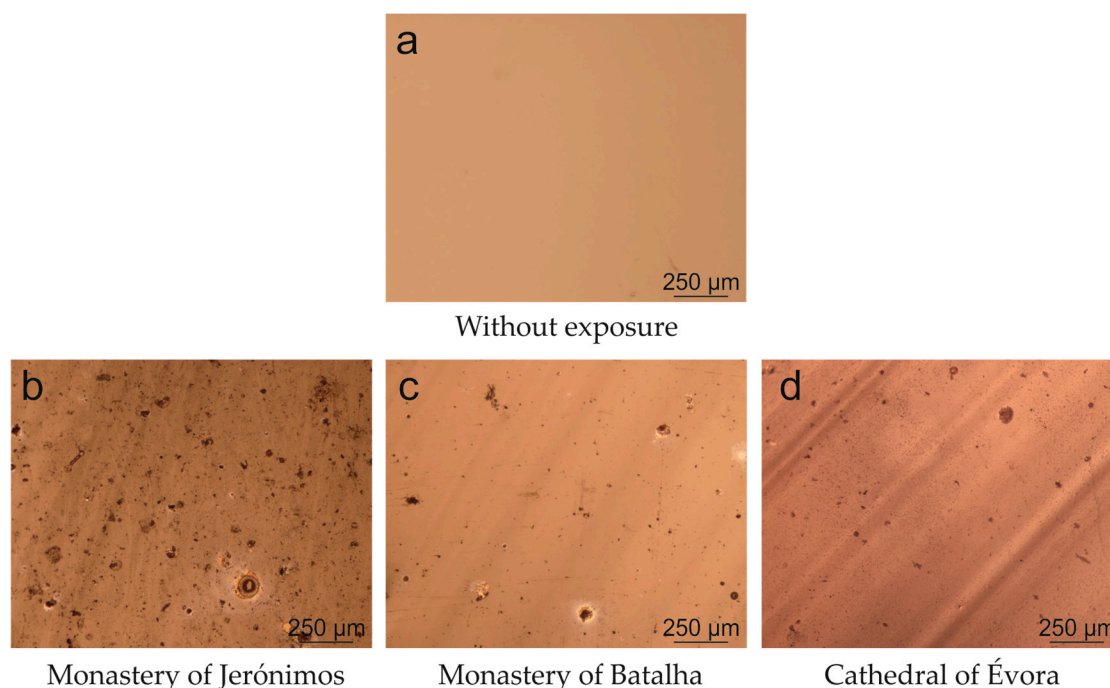 a
250 µm
Without exposure
b
250 µm
Monastery of Jerónimos
c
250 µm
Monastery of Batalha
d
250 µm
Cathedral of Évora